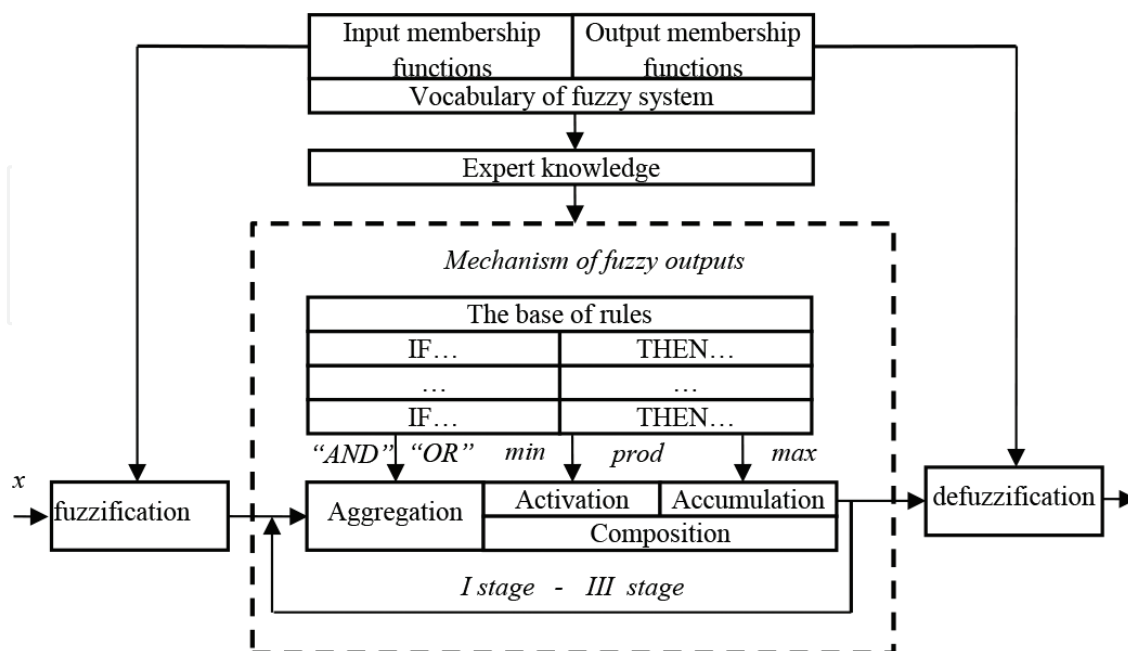 Input membership
functions
Output membership
functions
Vocabulary of fuzzy system
Expert knowledge
Mechanism of fuzzy outputs
The base of rules
IF…
THEN…
…
…
IF…
THEN…
“AND” “OR”
min
prod
max
x
fuzzification
Aggregation
Activation
Accumulation
Composition
defuzzification
I stage - III stage